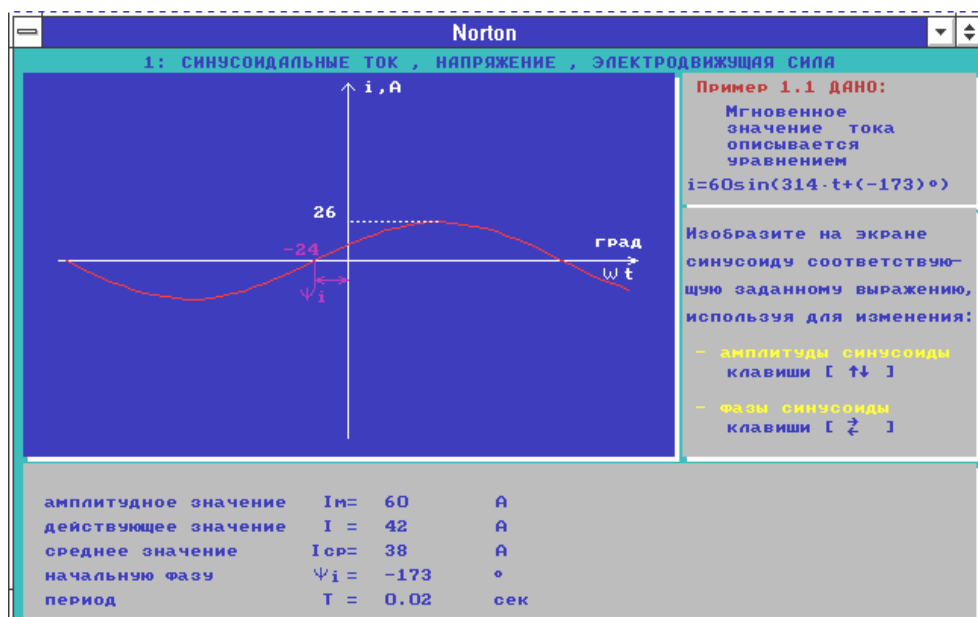 Norton
1: СИНУСОИДАЛЬНЫЕ ТОК , НАПРЯЖЕНИЕ , ЭЛЕКТРОДВИЖУЩАЯ СИЛА
i,А
26
-24
Ψi
град
ωt
Пример 1.1 ДАНО:
Мгновенное
значение тока
описывается
уравнением
i=60sin(314·t+(-173)°)
Изобразите на экране
синусоиду соответствую-
щую заданному выражению,
используя для изменения:
- амплитуды синусоиды
клавиши [ ↑↓ ]
- фазы синусоиды
клавиши [ ⇄ ]
амплитудное значение Im= 60 А
действующее значение I = 42 А
среднее значение Iср= 38 А
начальную фазу Ψi = -173 °
период T = 0.02 сек